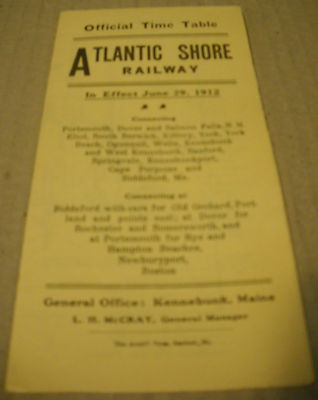 Official Time Table
ATLANTIC SHORE
RAILWAY
In Effect June 29, 1912
Connecting
Portsmouth, Dover and Salmon Falls, N. H.
Eliot, South Berwick, Kittery, York, York
Beach, Ogunquit, Wells, Kennebunk
and West Kennebunk, Sanford,
Springvale, Kennebunkport,
Cape Porpoise and
Biddeford, Me.
Connecting at
Biddeford with cars for Old Orchard, Port-
land and points east; at Dover for
Rochester and Somersworth, and
at Portsmouth for Rye and
Hampton Beaches,
Newburyport,
Boston
General Office: Kennebunk, Maine
L. H. McCRAY, General Manager